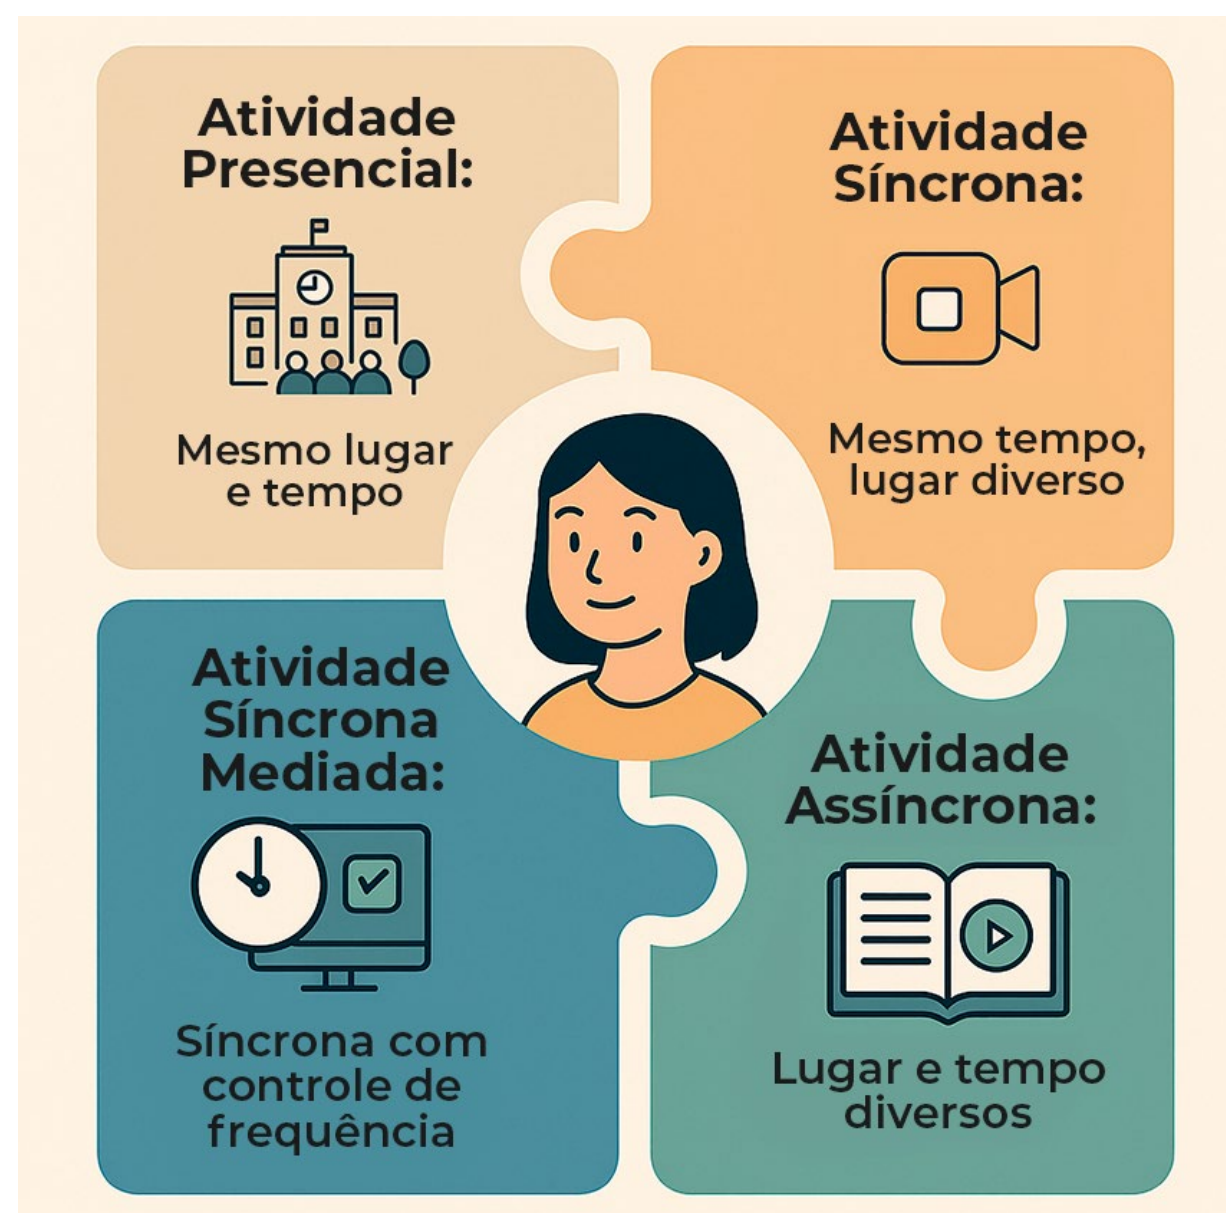 Atividade
Presencial:
Mesmo lugar
e tempo
Atividade
Síncrona:
Mesmo tempo,
lugar diverso
Atividade
Síncrona
Mediada:
Síncrona com
controle de
frequência
Atividade
Assíncrona:
Lugar e tempo
diversos